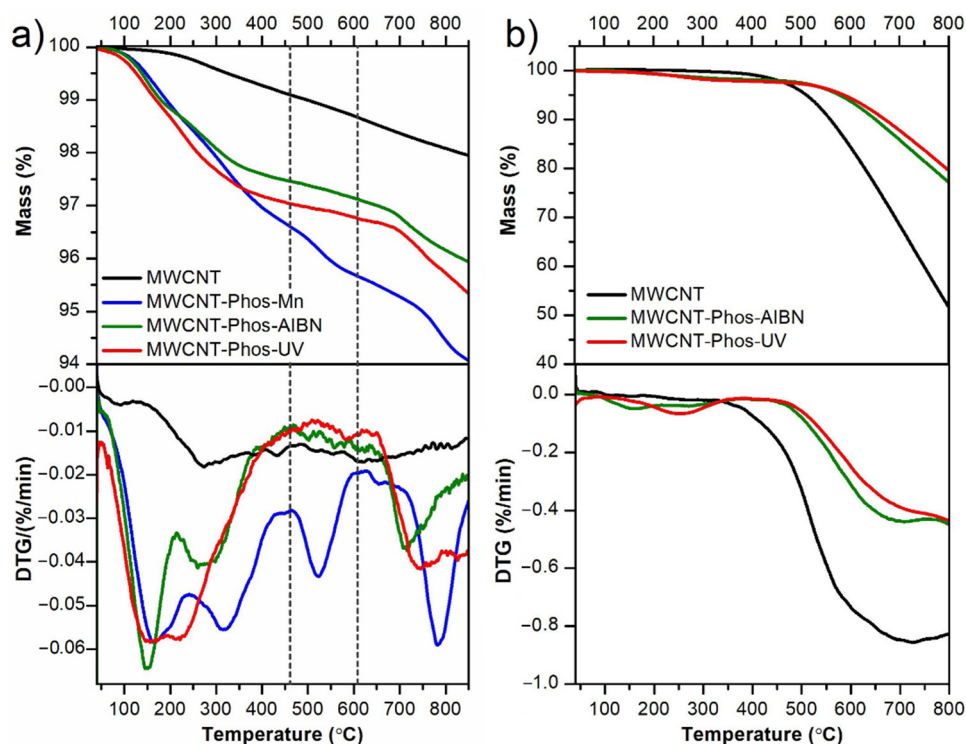 a)
100 200 300 400 500 600 700 800
100
99
98
97
96
95
94
Mass (%)
MWCNT
MWCNT-Phos-Mn
MWCNT-Phos-AIBN
MWCNT-Phos-UV
−0.00
−0.01
−0.02
−0.03
−0.04
−0.05
−0.06
DTG/(%/min)
100 200 300 400 500 600 700 800
Temperature (°C)
b)
100 200 300 400 500 600 700 800
100
90
80
70
60
50
40
Mass (%)
MWCNT
MWCNT-Phos-AIBN
MWCNT-Phos-UV
0.0
−0.2
−0.4
−0.6
−0.8
−1.0
DTG (%/min)
100 200 300 400 500 600 700 800
Temperature (°C)